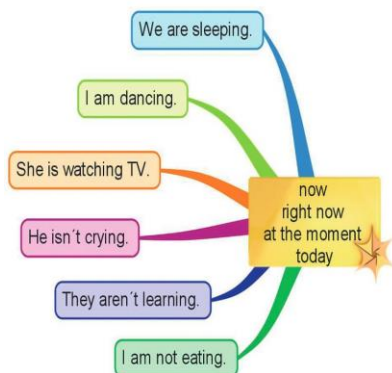 We are sleeping.
I am dancing.
She is watching TV.
He isn´t crying.
They aren´t learning.
I am not eating.
now
right now
at the moment
today